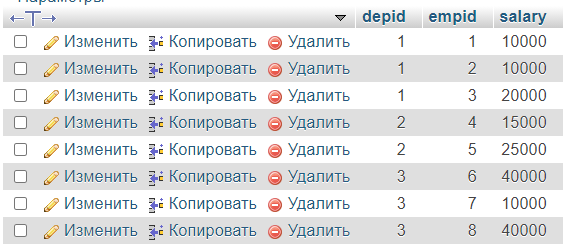 Параметры
depid empid salary
Изменить Копировать Удалить 1 1 10000
Изменить Копировать Удалить 1 2 10000
Изменить Копировать Удалить 1 3 20000
Изменить Копировать Удалить 2 4 15000
Изменить Копировать Удалить 2 5 25000
Изменить Копировать Удалить 3 6 40000
Изменить Копировать Удалить 3 7 10000
Изменить Копировать Удалить 3 8 40000